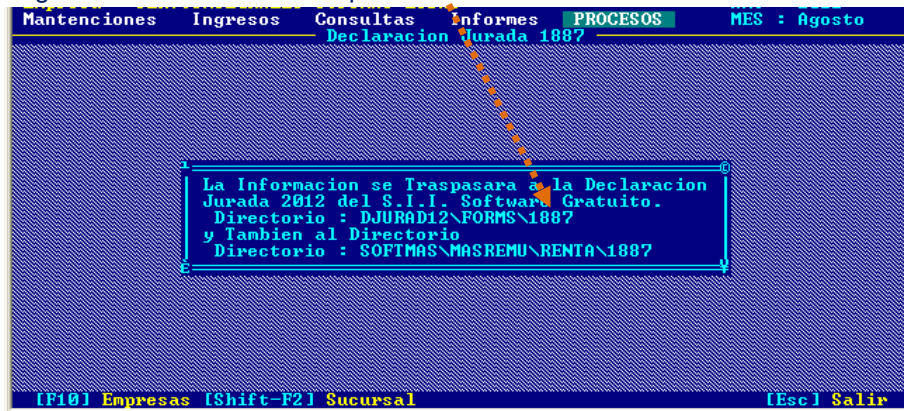 Mantenciones Ingresos Consultas Informes PROCESOS MES : Agosto
Declaracion Jurada 1887
La Informacion se Traspasara a la Declaracion
Jurada 2012 del S.I.I. Software Gratuito.
Directorio : DJURAD12\FORMS\1887
y Tambien al Directorio
Directorio : SOFTMAS\MASREMU\RENTA\1887
[F10] Empresas [Shift-F2] Sucursal [Esc] Salir